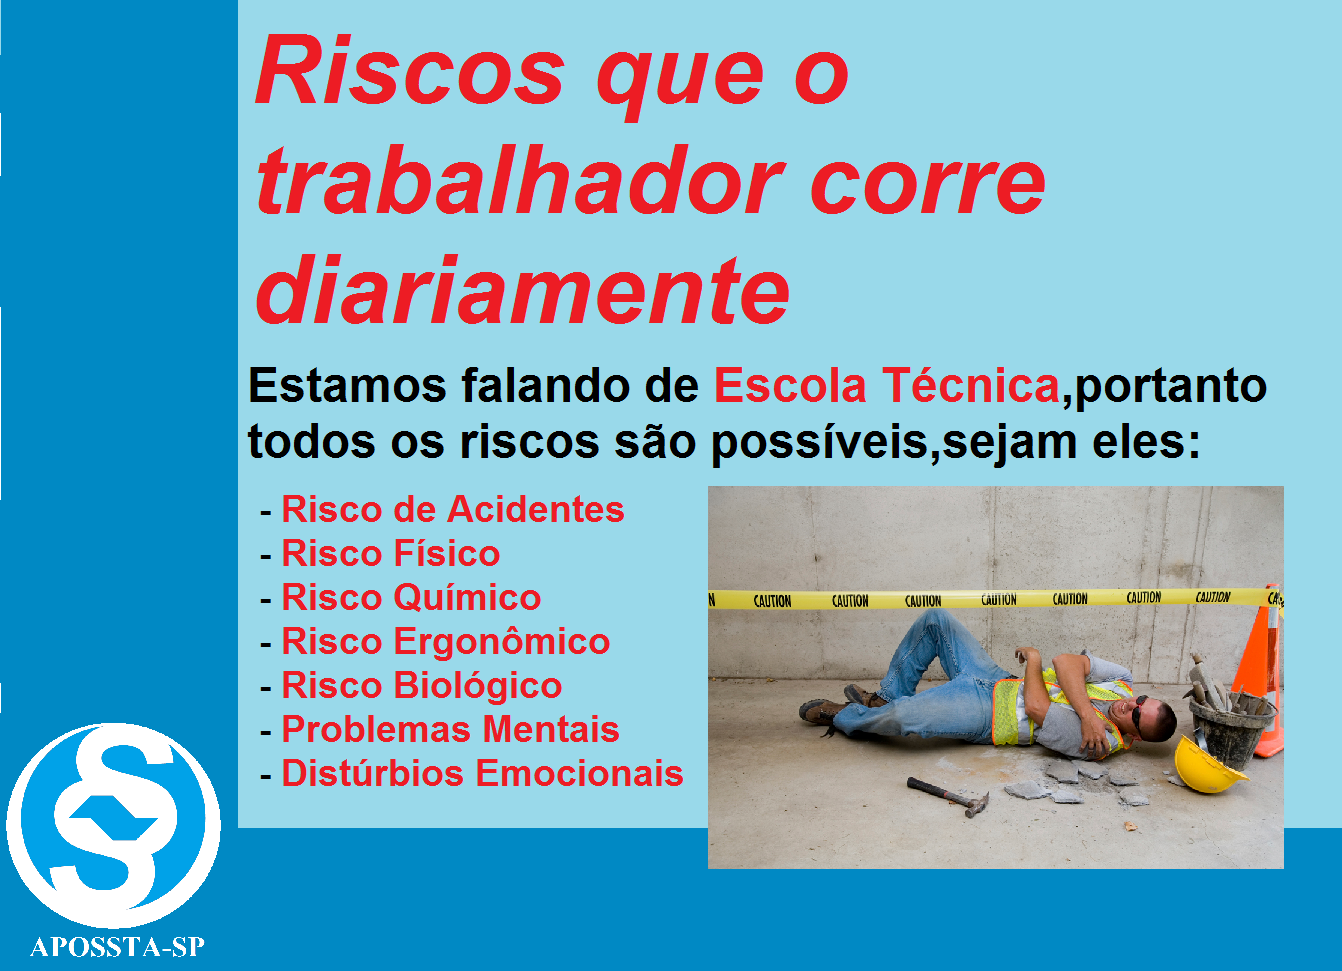 Riscos que o
trabalhador corre
diariamente
Estamos falando de Escola Técnica,portanto
todos os riscos são possíveis,sejam eles:
- Risco de Acidentes
- Risco Físico
- Risco Químico
- Risco Ergonômico
- Risco Biológico
- Problemas Mentais
- Distúrbios Emocionais
N CAUTION CAUTION CAUTION CAUTION CAUTION CAUTION CAUTION CA
SS
APOSSTA-SP